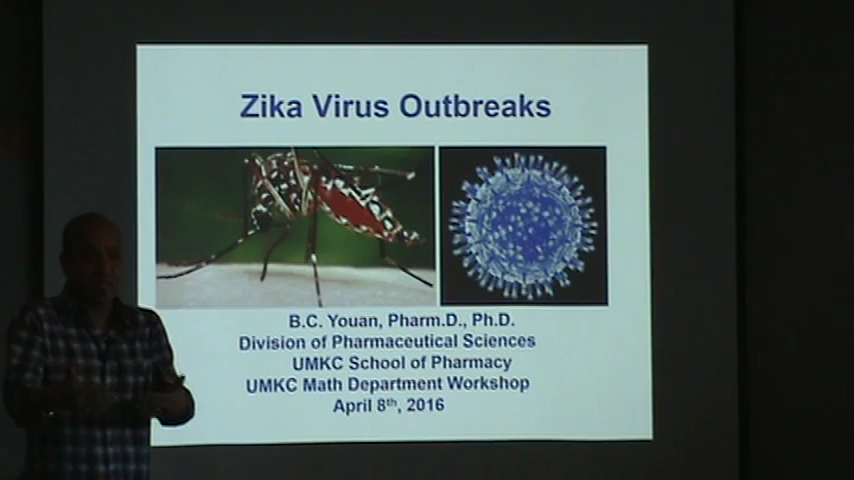 Zika Virus Outbreaks
B.C. Youan, Pharm.D., Ph.D.
Division of Pharmaceutical Sciences
UMKC School of Pharmacy
UMKC Math Department Workshop
April 8th, 2016